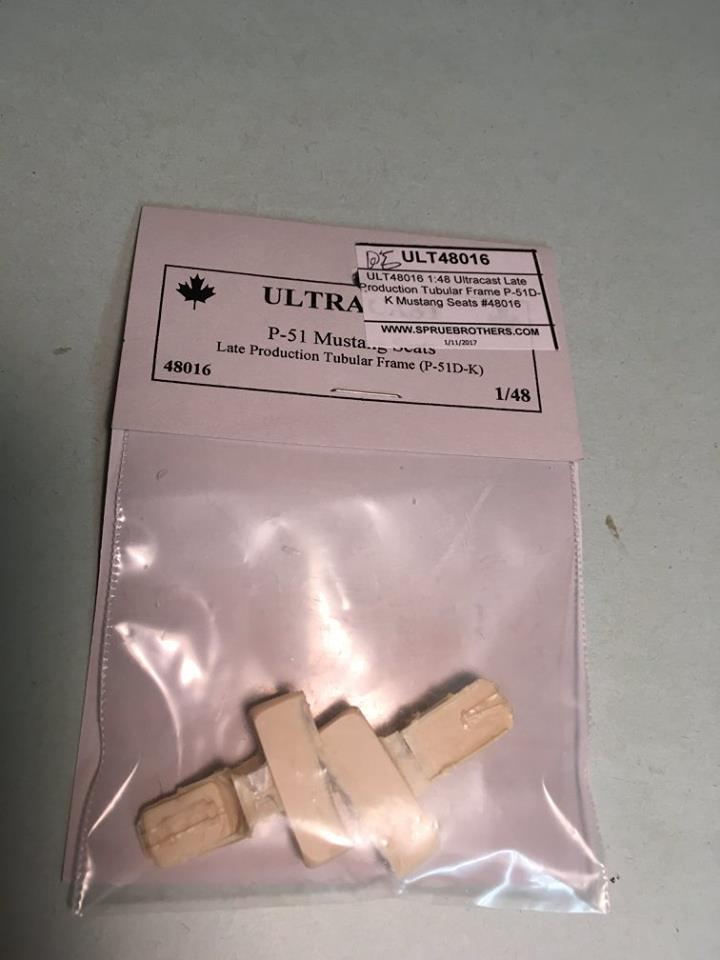 ULT48016
ULT48016 1:48 Ultracast Late
Production Tubular Frame P-51D-
K Mustang Seats #48016
WWW.SPRUEBROTHERS.COM
1/11/2017
ULTRA
P-51 Mustang Seats
Late Production Tubular Frame (P-51D-K)
48016
1/48